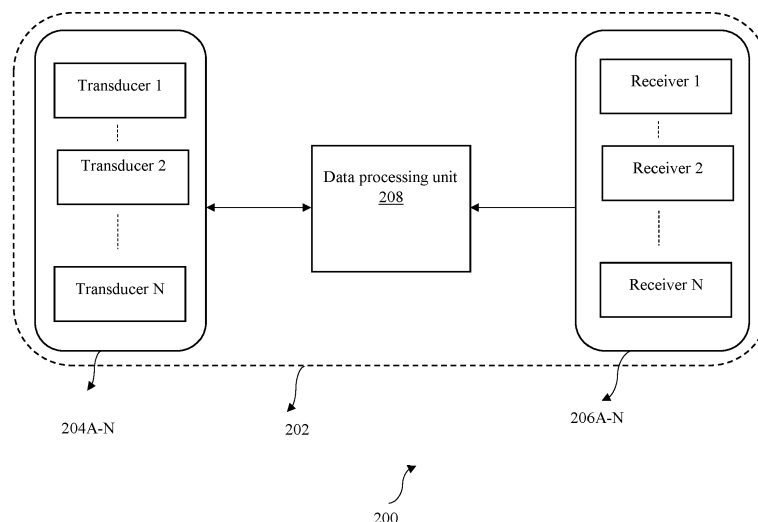 Transducer 1
Transducer 2
Transducer N
Data processing unit
208
Receiver 1
Receiver 2
Receiver N
204A-N
202
206A-N
200